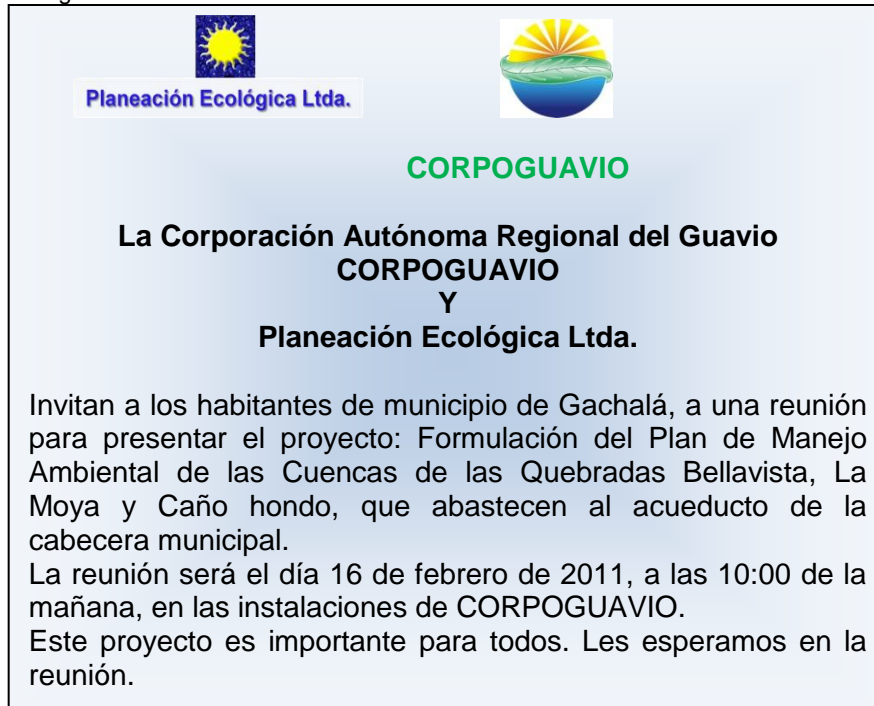 Planeación Ecológica Ltda.
CORPOGUAVIO
La Corporación Autónoma Regional del Guavio
CORPOGUAVIO
Y
Planeación Ecológica Ltda.
Invitan a los habitantes de municipio de Gachalá, a una reunión
para presentar el proyecto: Formulación del Plan de Manejo
Ambiental de las Cuencas de las Quebradas Bellavista, La
Moya y Caño hondo, que abastecen al acueducto de la
cabecera municipal.
La reunión será el día 16 de febrero de 2011, a las 10:00 de la
mañana, en las instalaciones de CORPOGUAVIO.
Este proyecto es importante para todos. Les esperamos en la
reunión.